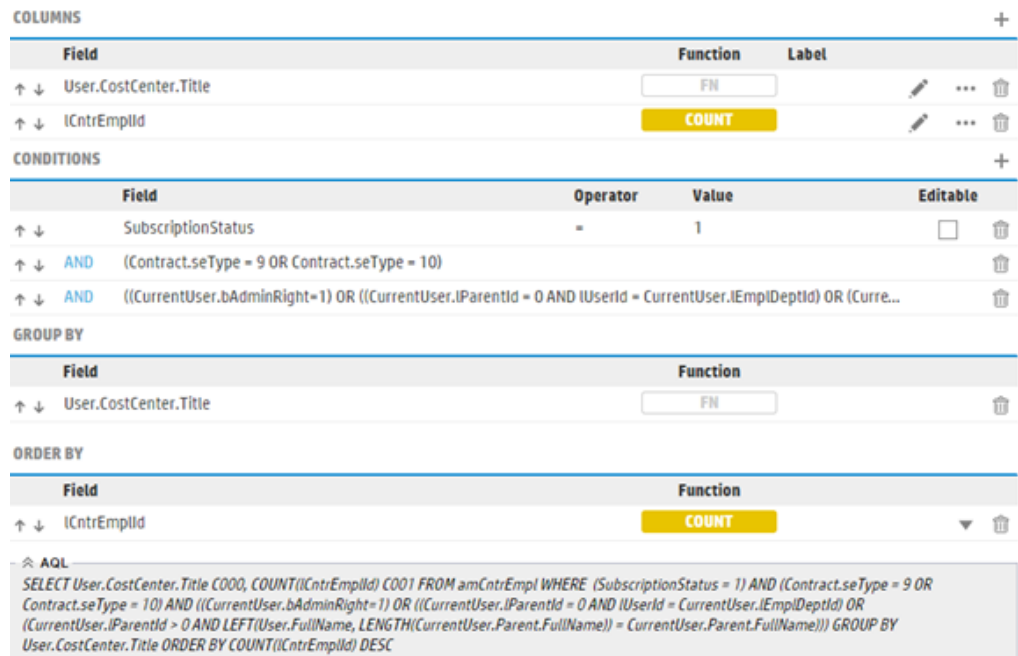 COLUMNS
Field Function Label
User.CostCenter.Title FN
lCntrEmplId COUNT
CONDITIONS
Field Operator Value Editable
SubscriptionStatus = 1
AND (Contract.seType = 9 OR Contract.seType = 10)
AND ((CurrentUser.bAdminRight=1) OR ((CurrentUser.lParentId = 0 AND lUserId = CurrentUser.lEmplDeptId) OR (Curre...
GROUP BY
Field Function
User.CostCenter.Title FN
ORDER BY
Field Function
lCntrEmplId COUNT
AQL
SELECT User.CostCenter.Title C000, COUNT(lCntrEmplId) C001 FROM amCntrEmpl WHERE (SubscriptionStatus = 1) AND (Contract.seType = 9 OR
Contract.seType = 10) AND ((CurrentUser.bAdminRight=1) OR ((CurrentUser.lParentId = 0 AND lUserId = CurrentUser.lEmplDeptId) OR
(CurrentUser.lParentId > 0 AND LEFT(User.FullName, LENGTH(CurrentUser.Parent.FullName)) = CurrentUser.Parent.FullName))) GROUP BY
User.CostCenter.Title ORDER BY COUNT(lCntrEmplId) DESC